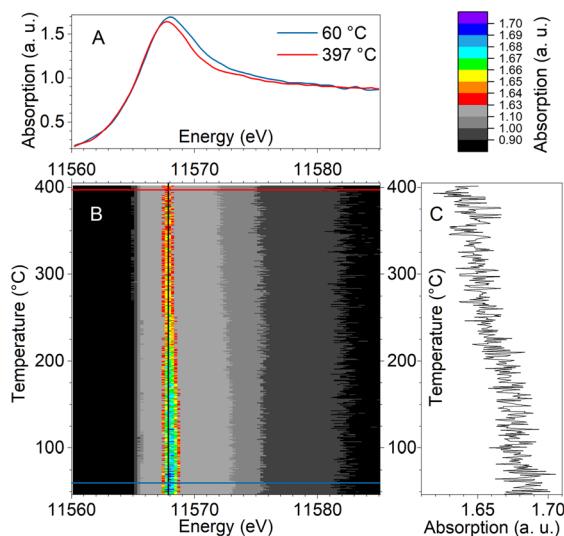 A
60 °C
397 °C
Absorption (a. u.)
1.5
1.0
0.5
Energy (eV)
11560 11570 11580
1.70
1.69
1.68
1.67
1.66
1.65
1.64
1.63
1.10
1.00
0.90
Absorption (a. u.)
B
Temperature (°C)
400
300
200
100
11560 11570 11580
Energy (eV)
C
Temperature (°C)
400
300
200
100
1.65 1.70
Absorption (a. u.)